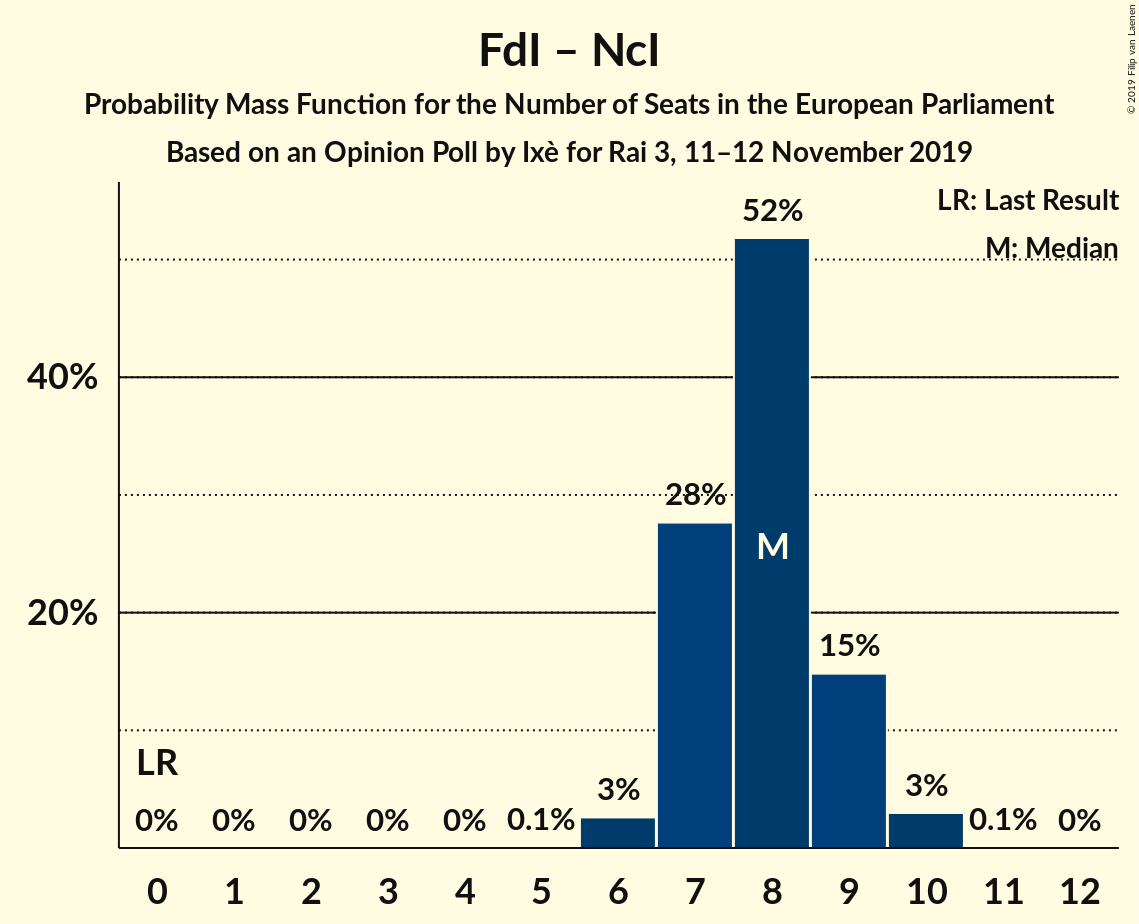 FdI – NcI
Probability Mass Function for the Number of Seats in the European Parliament
Based on an Opinion Poll by Ixè for Rai 3, 11–12 November 2019
© 2019 Filip van Laenen
LR: Last Result
M: Median
40%
20%
LR
0% 0% 0% 0% 0% 0.1% 3% 28% 52% 15% 3% 0.1% 0%
M
0 1 2 3 4 5 6 7 8 9 10 11 12